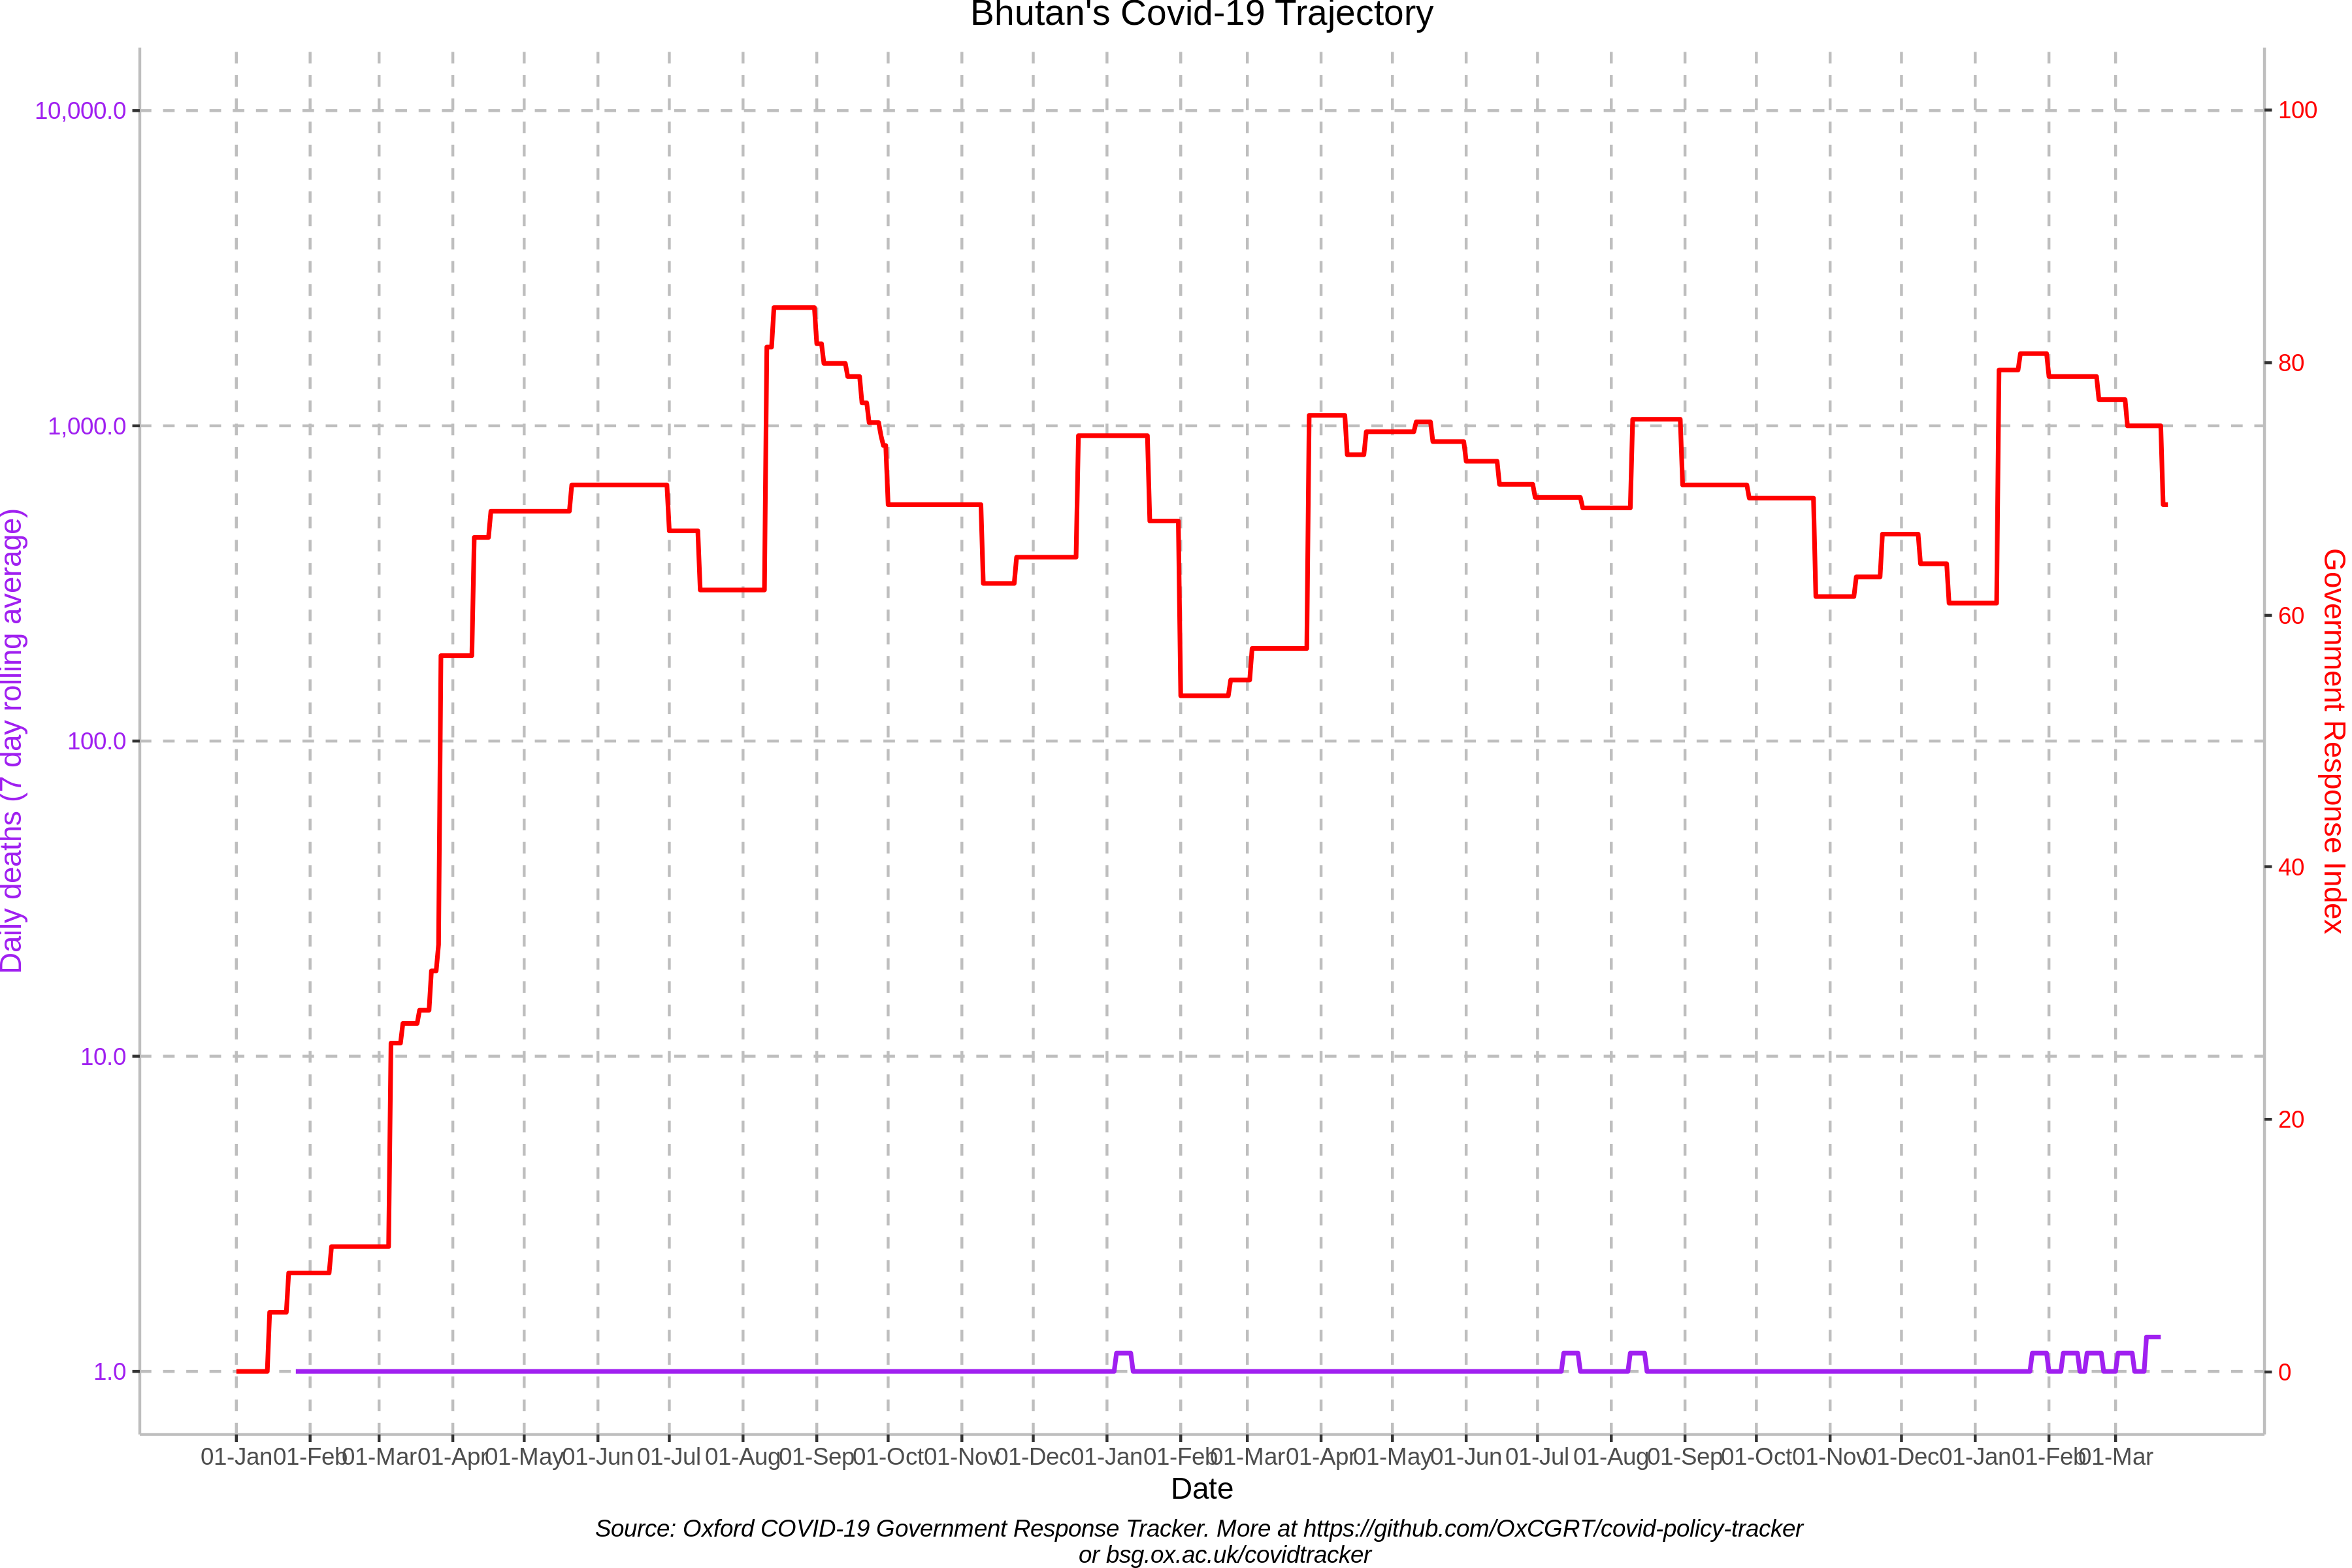 Bhutan's Covid-19 Trajectory
10,000.0
1,000.0
100.0
10.0
1.0
Daily deaths (7 day rolling average)
100
80
60
40
20
0
Government Response Index
01-Jan 01-Feb 01-Mar 01-Apr 01-May 01-Jun 01-Jul 01-Aug 01-Sep 01-Oct 01-Nov 01-Dec 01-Jan 01-Feb 01-Mar 01-Apr 01-May 01-Jun 01-Jul 01-Aug 01-Sep 01-Oct 01-Nov 01-Dec 01-Jan 01-Feb 01-Mar
Date
Source: Oxford COVID-19 Government Response Tracker. More at https://github.com/OxCGRT/covid-policy-tracker
or bsg.ox.ac.uk/covidtracker